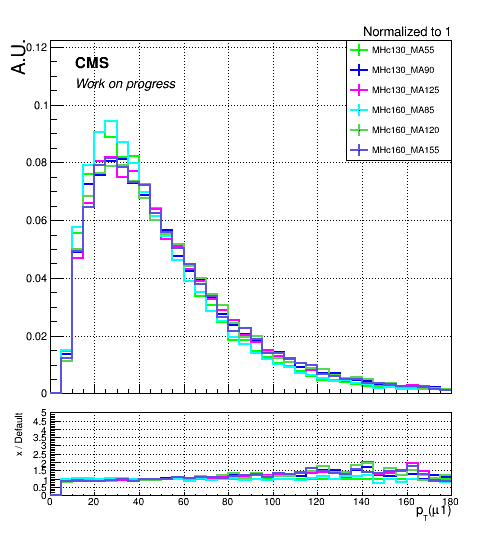 Normalized to 1
A.U.
0.12
0.1
0.08
0.06
0.04
0.02
0
CMS
Work on progress
MHc130_MA55
MHc130_MA90
MHc130_MA125
MHc160_MA85
MHc160_MA120
MHc160_MA155
x / Default
5
4.5
4
3.5
3
2.5
2
1.5
1
0.5
0
0 20 40 60 80 100 120 140 160 180
p_T(μ1)